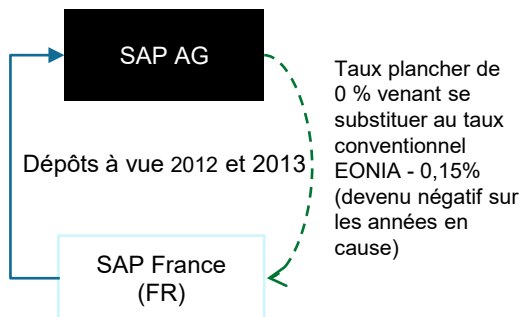 SAP AG
Taux plancher de
0 % venant se
substituer au taux
conventionnel
EONIA - 0,15%
(devenu négatif sur
les années en
cause)
Dépôts à vue 2012 et 2013
SAP France
(FR)